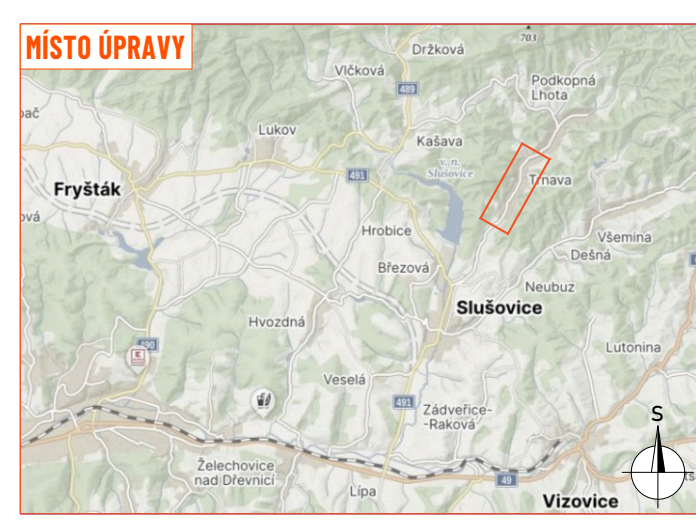 MÍSTO ÚPRAVY
703
Držková
Vlčková
Podkopná
Lhota
489
Lukov
Kašava
v. n.
Slušovice
491
Trnava
Fryšták
Hrobice
Všemina
Dešná
Březová
Neubuz
Slušovice
Hvozdná
490
Lutonina
Veselá
491
Zádveřice-
-Raková
S
Želechovice
nad Dřevnicí
Lípa
49
Vizovice